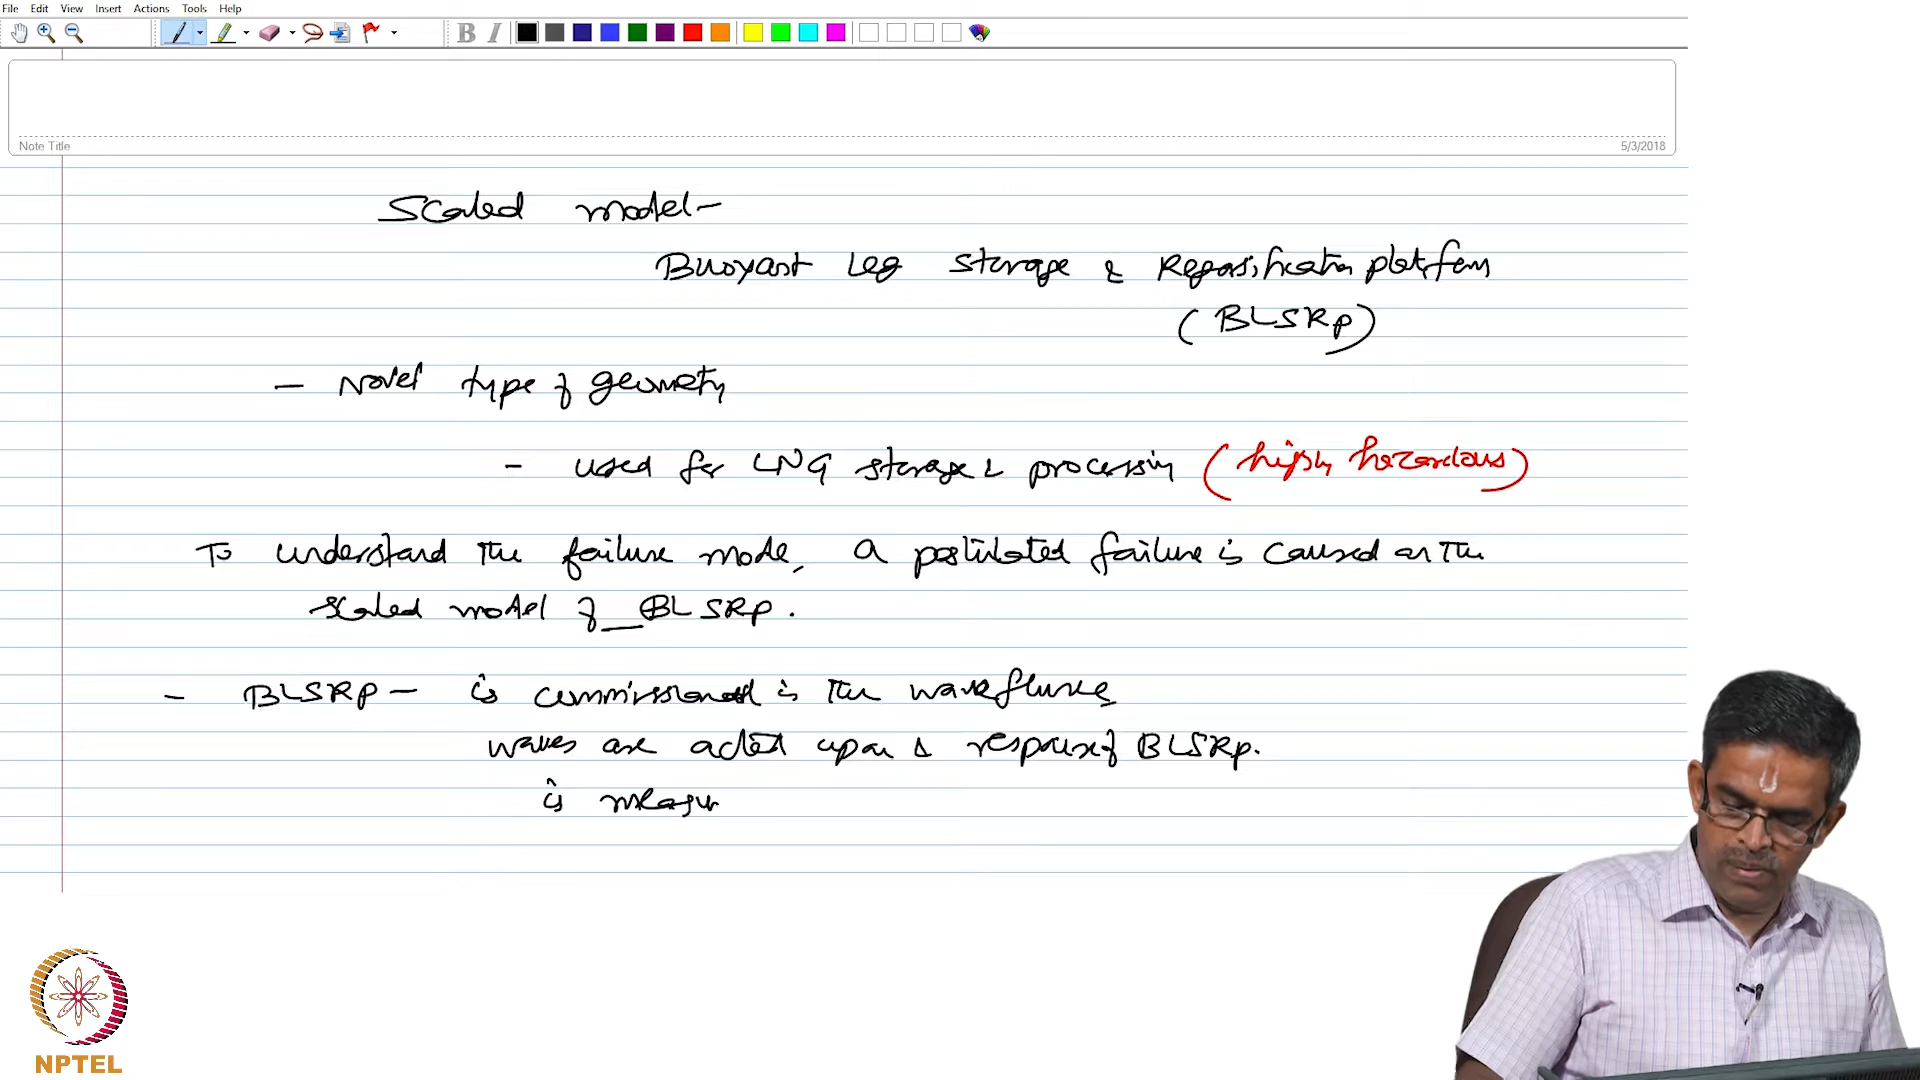 File Edit View Insert Actions Tools Help
B I
Note Title
5/3/2018
Scaled model -
Buoyant Leg Storage & Regasification platform
(BLSRP)
- Novel type of geometry
- used for LNG storage & processing (highly hazardous)
To understand the failure mode, a postulated failure is caused on the
scaled model of BLSRP.
- BLSRP - is commissioned in the wave flume
waves are acted upon & response of BLSRP.
is measur
NPTEL